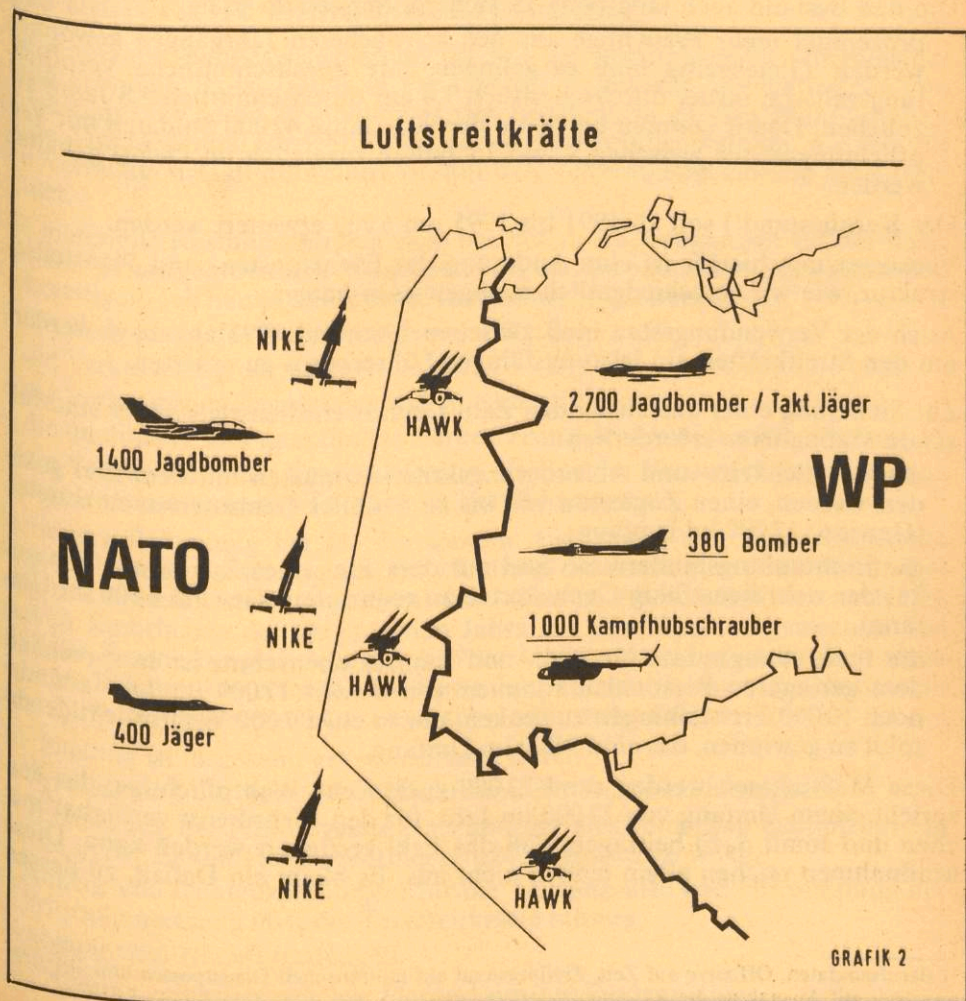 Luftstreitkräfte
NIKE
HAWK
2700 Jagdbomber / Takt. Jäger
1400 Jagdbomber
WP
NATO
380 Bomber
NIKE
1000 Kampfhubschrauber
HAWK
400 Jäger
NIKE
HAWK
GRAFIK 2